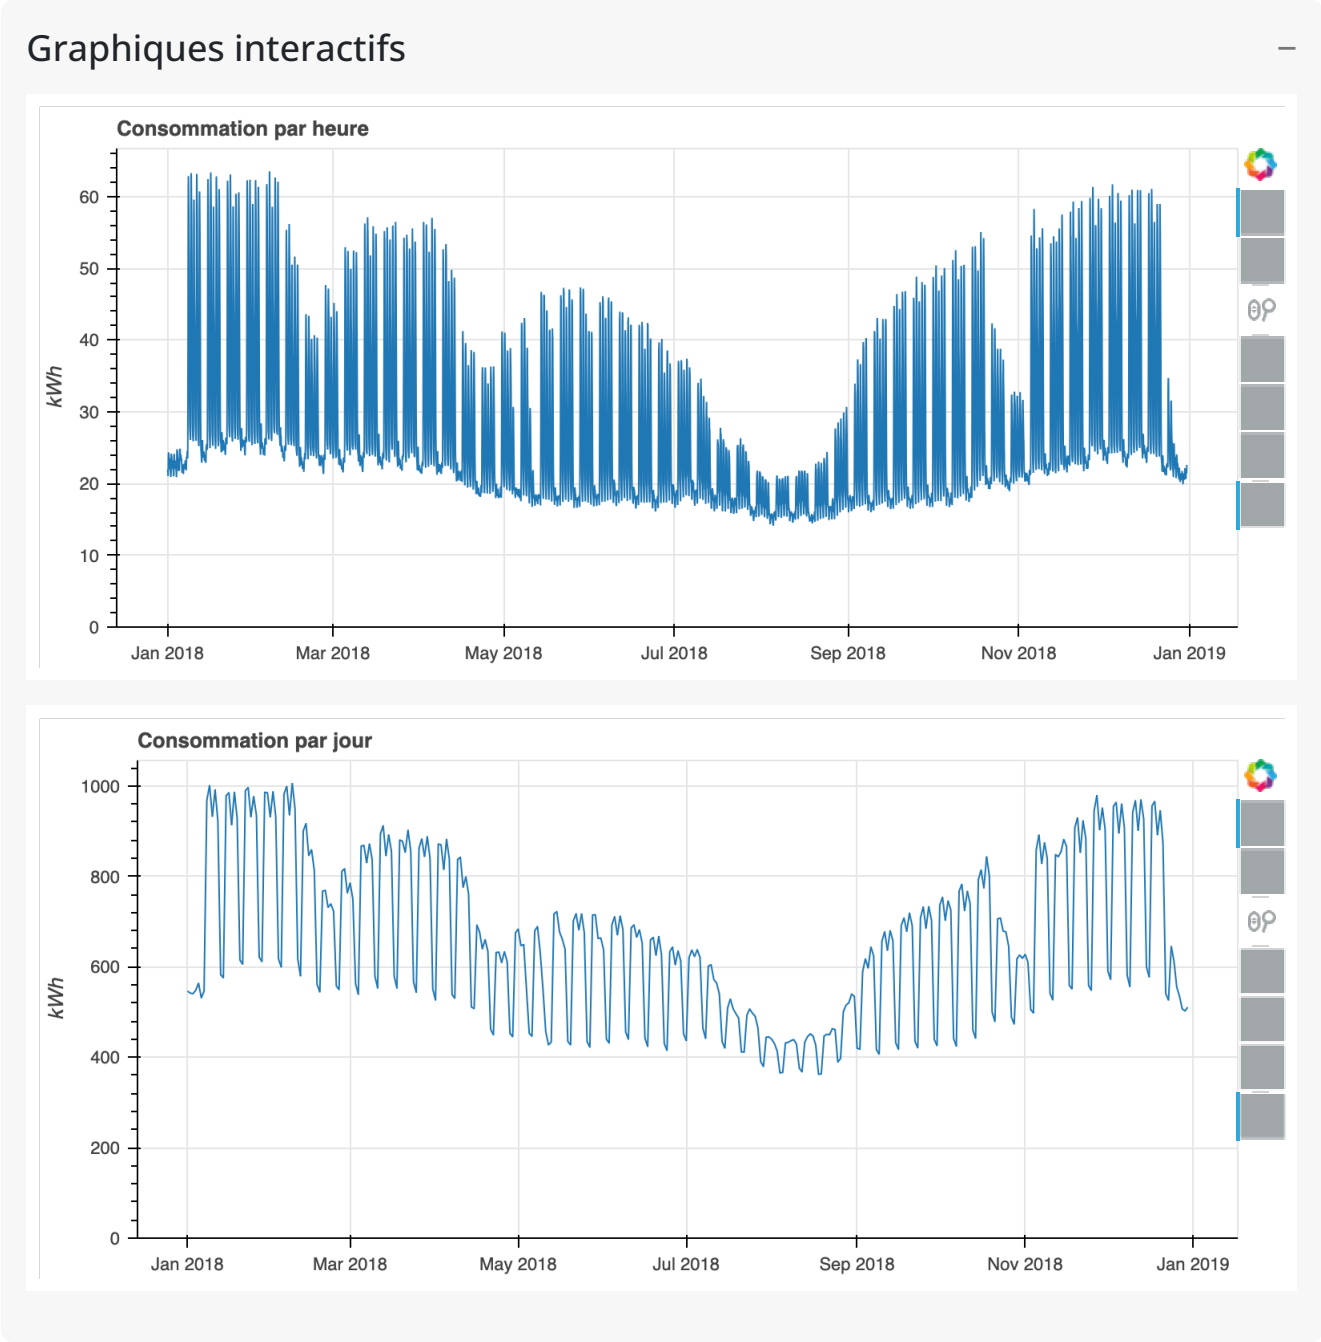 Graphiques interactifs
Consommation par heure
60
50
40
30
20
10
0
kWh
Jan 2018 Mar 2018 May 2018 Jul 2018 Sep 2018 Nov 2018 Jan 2019
Consommation par jour
1000
800
600
400
200
0
kWh
Jan 2018 Mar 2018 May 2018 Jul 2018 Sep 2018 Nov 2018 Jan 2019